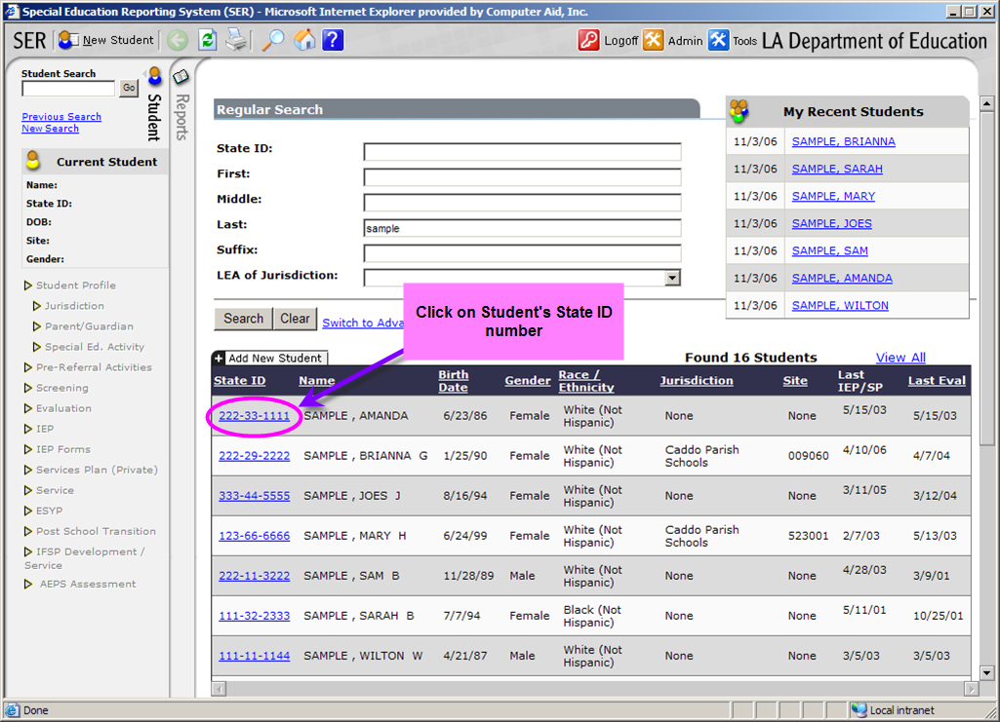 Special Education Reporting System (SER) - Microsoft Internet Explorer provided by Computer Aid, Inc.
SER New Student ? Logoff Admin Tools LA Department of Education
Student Search
Go
Previous Search
New Search
Student
Reports
Current Student
Name:
State ID:
DOB:
Site:
Gender:
Student Profile
Jurisdiction
Parent/Guardian
Special Ed. Activity
Pre-Referral Activities
Screening
Evaluation
IEP
IEP Forms
Services Plan (Private)
Service
ESYP
Post School Transition
IFSP Development /
Service
AEPS Assessment
Regular Search
State ID:
First:
Middle:
Last: sample
Suffix:
LEA of Jurisdiction:
Search Clear Switch to Adva
Click on Student's State ID
number
My Recent Students
11/3/06 SAMPLE, BRIANNA
11/3/06 SAMPLE, SARAH
11/3/06 SAMPLE, MARY
11/3/06 SAMPLE, JOES
11/3/06 SAMPLE, SAM
11/3/06 SAMPLE, AMANDA
11/3/06 SAMPLE, WILTON
+ Add New Student Found 16 Students View All
State ID Name Birth Date Gender Race / Ethnicity Jurisdiction Site Last IEP/SP Last Eval
222-33-1111 SAMPLE , AMANDA 6/23/86 Female White (Not Hispanic) None None 5/15/03 5/15/03
222-29-2222 SAMPLE , BRIANNA G 1/25/90 Female White (Not Hispanic) Caddo Parish Schools 009060 4/10/06 4/7/04
333-44-5555 SAMPLE , JOES J 8/16/94 Female White (Not Hispanic) None None 3/11/05 3/12/04
123-66-6666 SAMPLE , MARY H 6/24/99 Female White (Not Hispanic) Caddo Parish Schools 523001 2/7/03 5/13/03
222-11-3222 SAMPLE , SAM B 11/28/89 Male White (Not Hispanic) None None 4/28/03 3/9/01
111-32-2333 SAMPLE , SARAH B 7/7/94 Female Black (Not Hispanic) None None 5/11/01 10/25/01
111-11-1144 SAMPLE , WILTON W 4/21/87 Male White (Not Hispanic) None None 3/5/03 3/5/03
Done Local intranet